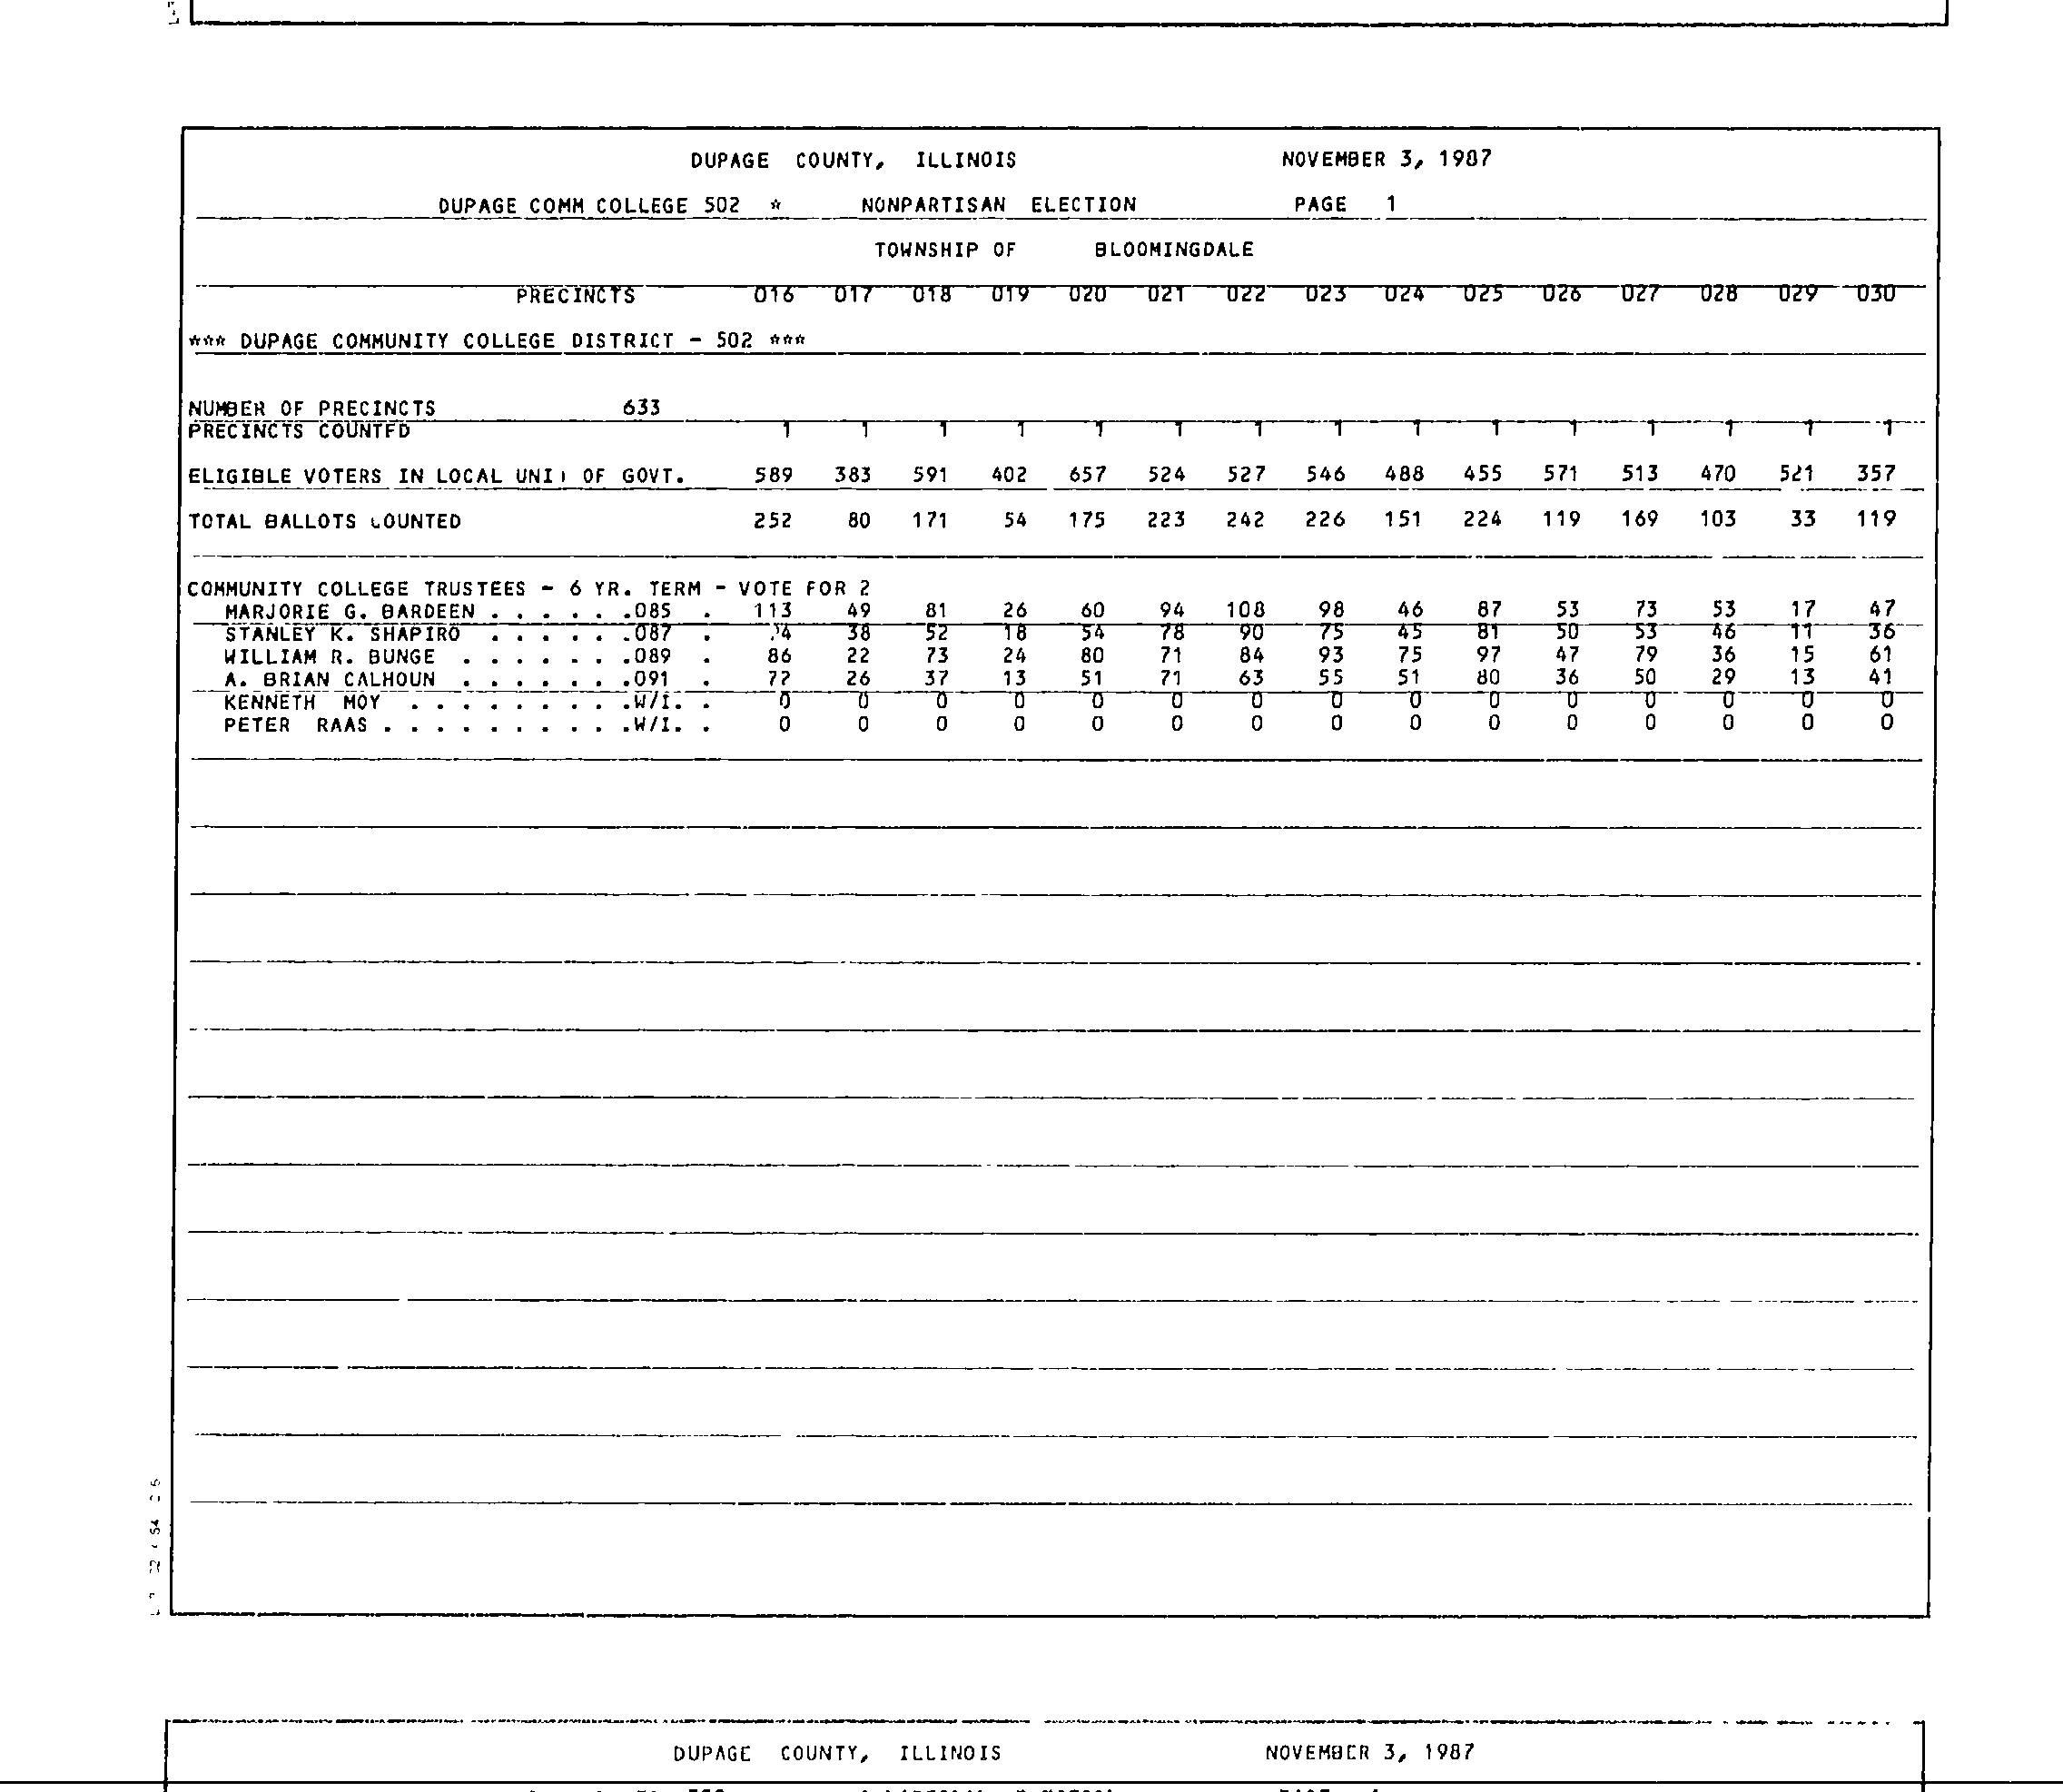 DUPAGE COUNTY, ILLINOIS NOVEMBER 3, 1987
DUPAGE COMM COLLEGE 502 * NONPARTISAN ELECTION PAGE 1
TOWNSHIP OF BLOOMINGDALE
PRECINCTS 016 017 018 019 020 021 022 023 024 025 026 027 028 029 030
*** DUPAGE COMMUNITY COLLEGE DISTRICT - 502 ***
NUMBER OF PRECINCTS 633
PRECINCTS COUNTED 1 1 1 1 1 1 1 1 1 1 1 1 1 1 1
ELIGIBLE VOTERS IN LOCAL UNIT OF GOVT. 589 383 591 402 657 524 527 546 488 455 571 513 470 521 357
TOTAL BALLOTS COUNTED 252 80 171 54 175 223 242 226 151 224 119 169 103 33 119
COMMUNITY COLLEGE TRUSTEES - 6 YR. TERM - VOTE FOR 2
MARJORIE G. BARDEEN . . . . . .085 . 113 49 81 26 60 94 108 98 46 87 53 73 53 17 47
STANLEY K. SHAPIRO . . . . . .087 . 38 52 18 54 78 90 75 45 81 50 53 46 11 36
WILLIAM R. BUNGE . . . . . . .089 . 86 22 73 24 80 71 84 93 75 97 47 79 36 15 61
A. BRIAN CALHOUN . . . . . . .091 . 72 26 37 13 51 71 63 55 51 80 36 50 29 13 41
KENNETH MOY . . . . . . . . .W/I. . 0 0 0 0 0 0 0 0 0 0 0 0 0 0 0
PETER RAAS . . . . . . . . . .W/I. . 0 0 0 0 0 0 0 0 0 0 0 0 0 0 0
DUPAGE COUNTY, ILLINOIS NOVEMBER 3, 1987